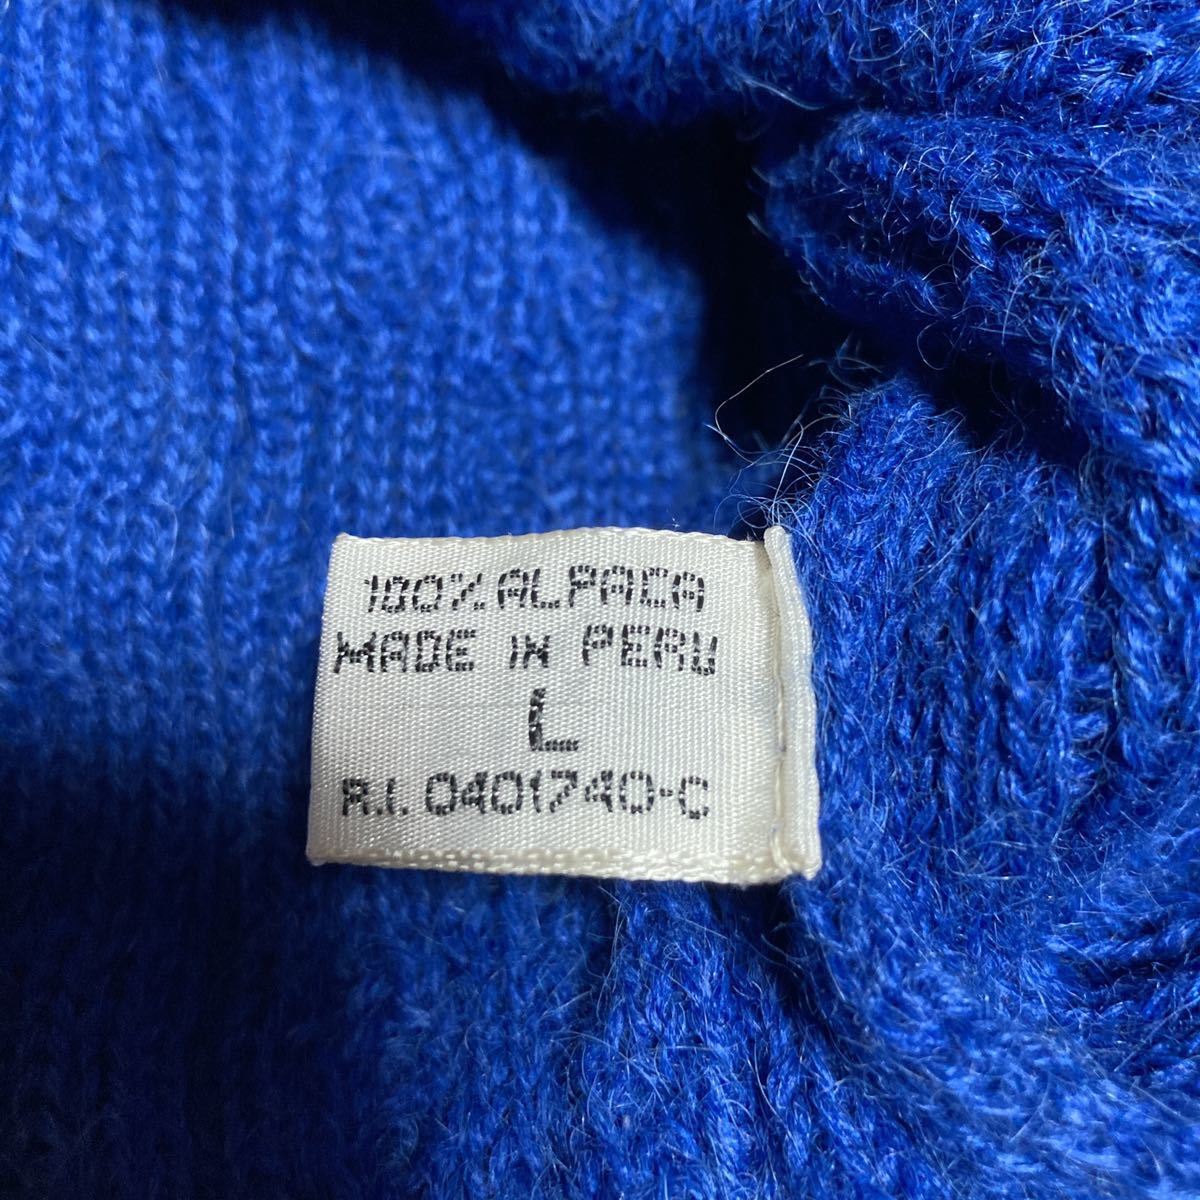 100% ALPACA
MADE IN PERU
L
R.I. 0401740-C